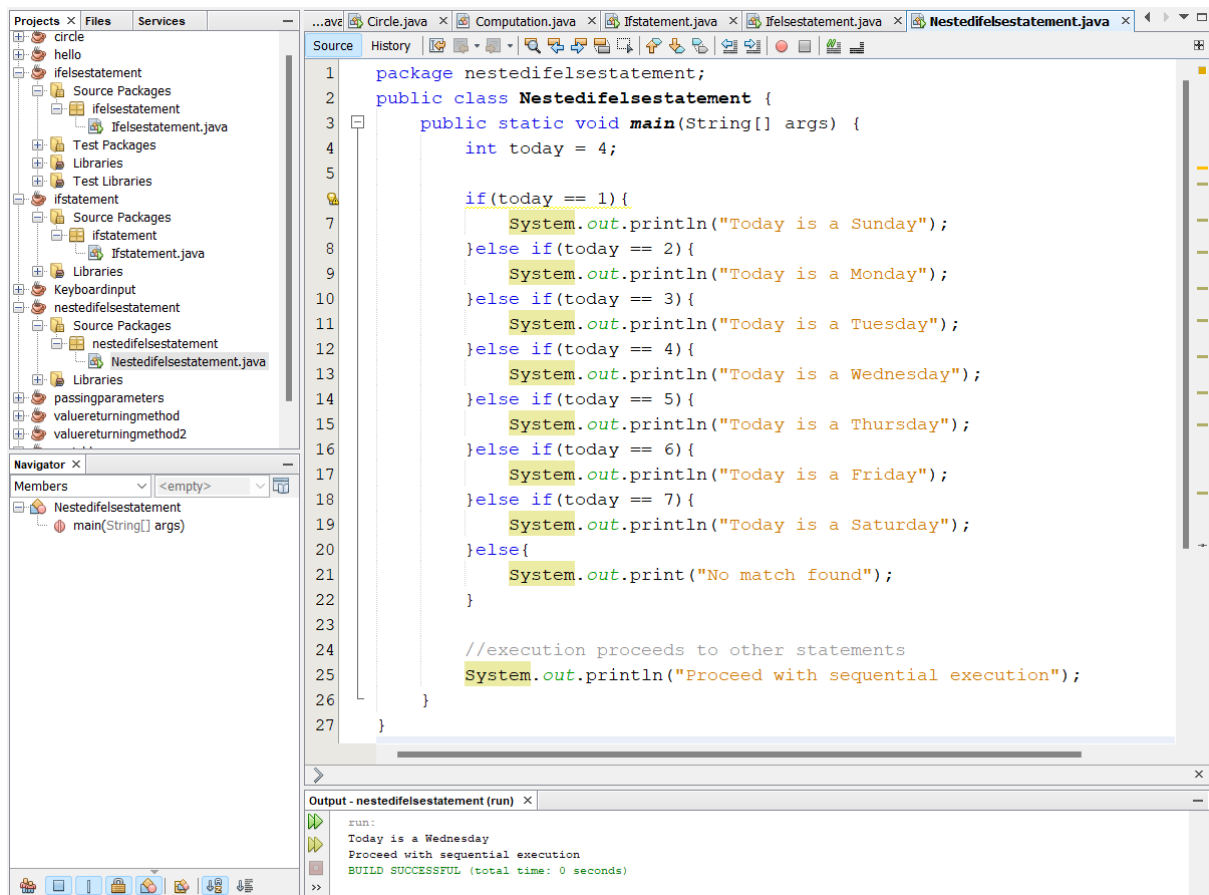 Projects × Files Services
circle
hello
ifelsestatement
Source Packages
ifelsestatement
Ifelsestatement.java
Test Packages
Libraries
Test Libraries
ifstatement
Source Packages
ifstatement
Ifstatement.java
Libraries
Keyboardinput
nestedifelsestatement
Source Packages
nestedifelsestatement
Nestedifelsestatement.java
Libraries
passingparameters
valuereturningmethod
valuereturningmethod2
Navigator ×
Members <empty>
Nestedifelsestatement
main(String[] args)
...ava Circle.java × Computation.java × Ifstatement.java × Ifelsestatement.java × Nestedifelsestatement.java ×
Source History
1 package nestedifelsestatement;
2 public class Nestedifelsestatement {
3 public static void main(String[] args) {
4 int today = 4;
5
if(today == 1){
7 System.out.println("Today is a Sunday");
8 }else if(today == 2){
9 System.out.println("Today is a Monday");
10 }else if(today == 3){
11 System.out.println("Today is a Tuesday");
12 }else if(today == 4){
13 System.out.println("Today is a Wednesday");
14 }else if(today == 5){
15 System.out.println("Today is a Thursday");
16 }else if(today == 6){
17 System.out.println("Today is a Friday");
18 }else if(today == 7){
19 System.out.println("Today is a Saturday");
20 }else{
21 System.out.print("No match found");
22 }
23
24 //execution proceeds to other statements
25 System.out.println("Proceed with sequential execution");
26 }
27 }
Output - nestedifelsestatement (run) ×
run:
Today is a Wednesday
Proceed with sequential execution
BUILD SUCCESSFUL (total time: 0 seconds)